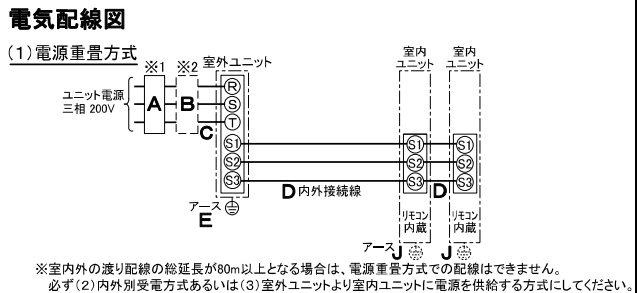 電気配線図
(1)電源重畳方式
※1 ※2 室外ユニット
室内
ユニット
室内
ユニット
ユニット電源
三相 200V
A B
R
S
T
C
S1 S1 S1
S2 S2 S2
S3 S3 D S3
D 内外接続線
アース
E
リモコン
内蔵
リモコン
内蔵
アース J J
※室内外の渡り配線の総延長が80m以上となる場合は、電源重畳方式での配線はできません。
必ず(2)内外別受電方式あるいは(3)室外ユニットより室内ユニットに電源を供給する方式にしてください。